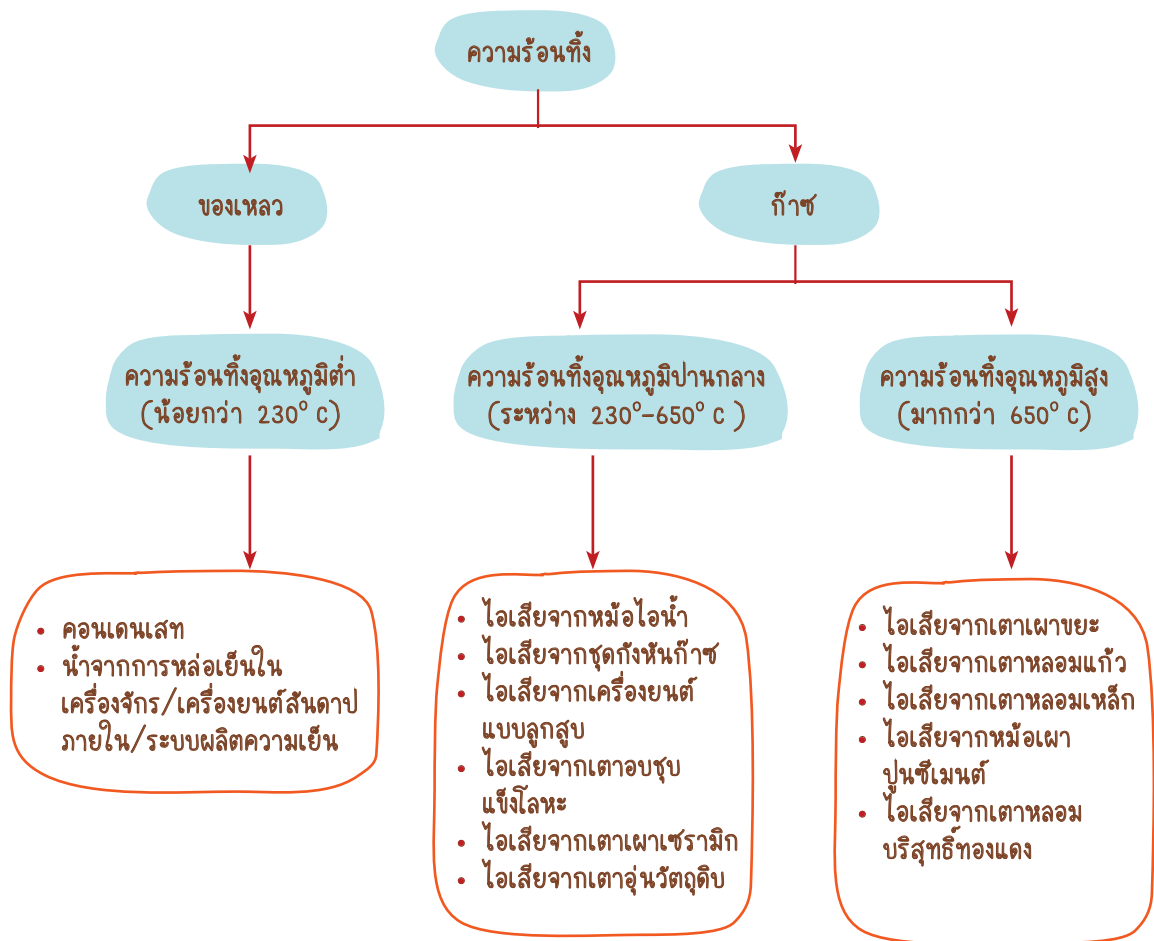 ความร้อนทิ้ง
ของเหลว
ก๊าซ
ความร้อนทิ้งอุณหภูมิต่ำ
(น้อยกว่า 230° C)
ความร้อนทิ้งอุณหภูมิปานกลาง
(ระหว่าง 230°-650° C )
ความร้อนทิ้งอุณหภูมิสูง
(มากกว่า 650° C)
• คอนเดนเสท
• น้ำจากการหล่อเย็นใน
เครื่องจักร/เครื่องยนต์สันดาป
ภายใน/ระบบผลิตความเย็น
• ไอเสียจากหม้อไอน้ำ
• ไอเสียจากชุดกังหันก๊าซ
• ไอเสียจากเครื่องยนต์
แบบลูกสูบ
• ไอเสียจากเตาอบชุบ
แข็งโลหะ
• ไอเสียจากเตาเผาเซรามิก
• ไอเสียจากเตาอุ่นวัตถุดิบ
• ไอเสียจากเตาเผาขยะ
• ไอเสียจากเตาหลอมแก้ว
• ไอเสียจากเตาหลอมเหล็ก
• ไอเสียจากหม้อเผา
ปูนซีเมนต์
• ไอเสียจากเตาหลอม
บริสุทธิ์ทองแดง